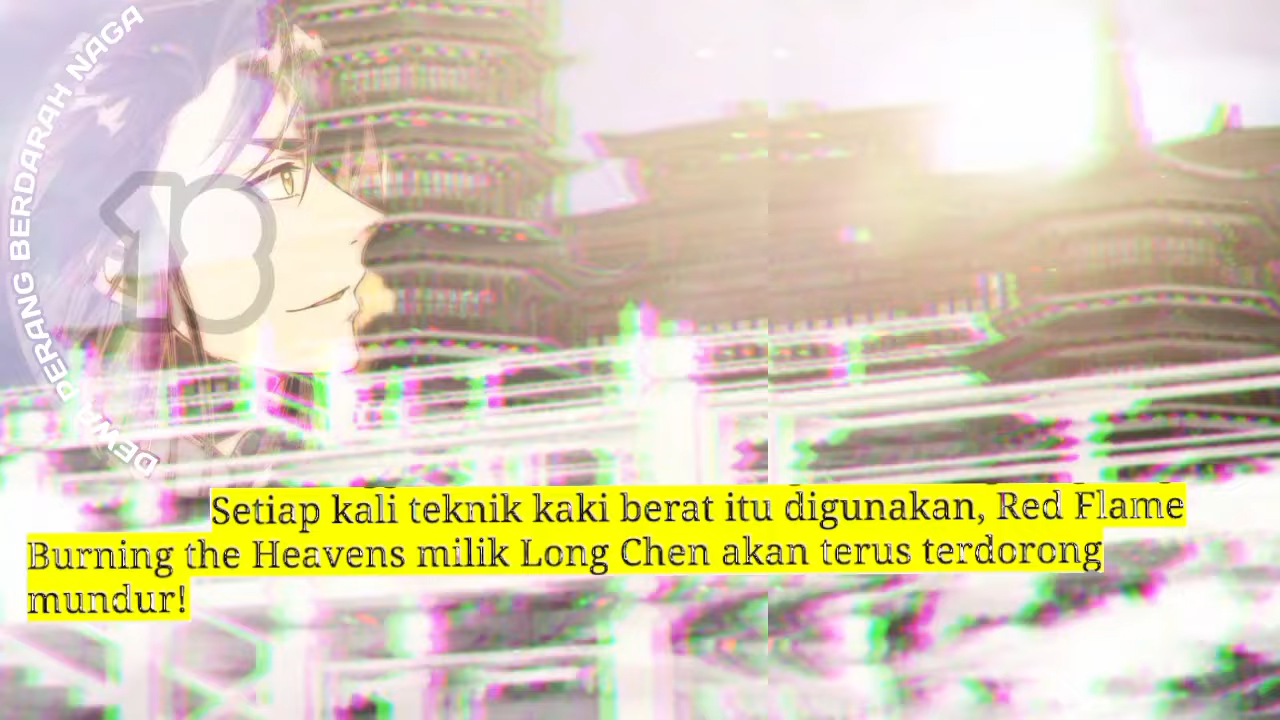 DEWA PERANG BERDARAH NAGA
18
Setiap kali teknik kaki berat itu digunakan, Red Flame
Burning the Heavens milik Long Chen akan terus terdorong
mundur!